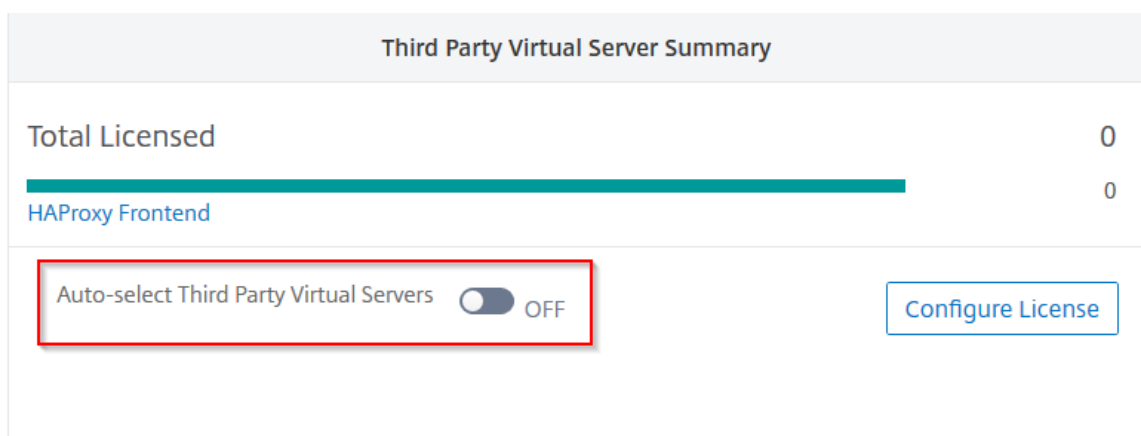 Third Party Virtual Server Summary
Total Licensed 0
0
HAProxy Frontend
Auto-select Third Party Virtual Servers OFF
Configure License